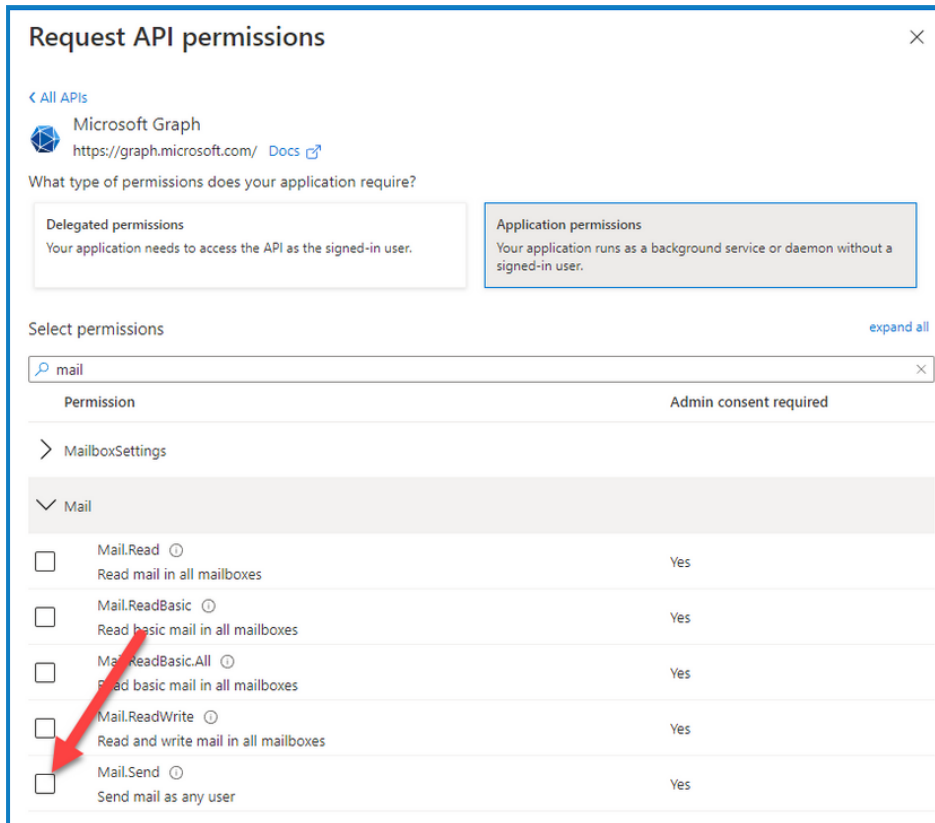 Request API permissions
All APIs
Microsoft Graph
https://graph.microsoft.com/ Docs
What type of permissions does your application require?
Delegated permissions
Your application needs to access the API as the signed-in user.
Application permissions
Your application runs as a background service or daemon without a
signed-in user.
Select permissions
expand all
mail
Permission
Admin consent required
MailboxSettings
Mail
Mail.Read
Read mail in all mailboxes
Yes
Mail.ReadBasic
Read basic mail in all mailboxes
Yes
Mail.ReadBasic.All
Read basic mail in all mailboxes
Yes
Mail.ReadWrite
Read and write mail in all mailboxes
Yes
Mail.Send
Send mail as any user
Yes